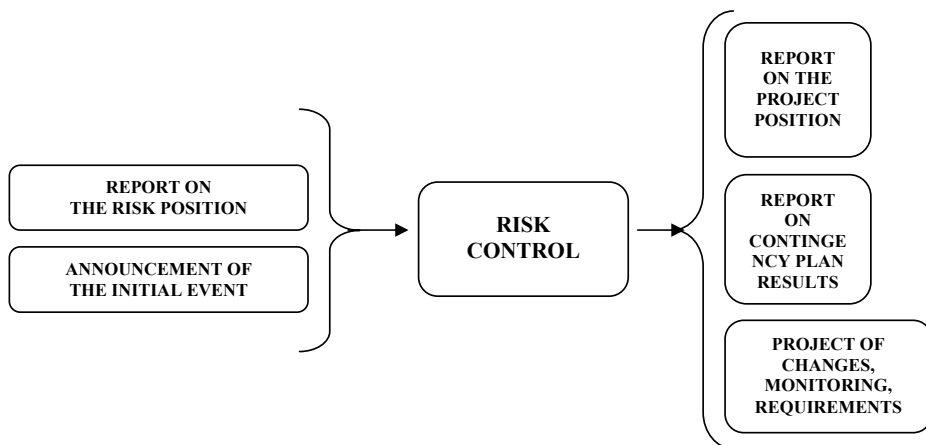 REPORT ON
THE RISK POSITION
ANNOUNCEMENT OF
THE INITIAL EVENT
RISK
CONTROL
REPORT
ON THE
PROJECT
POSITION
REPORT
ON
CONTINGE
NCY PLAN
RESULTS
PROJECT OF
CHANGES,
MONITORING,
REQUIREMENTS